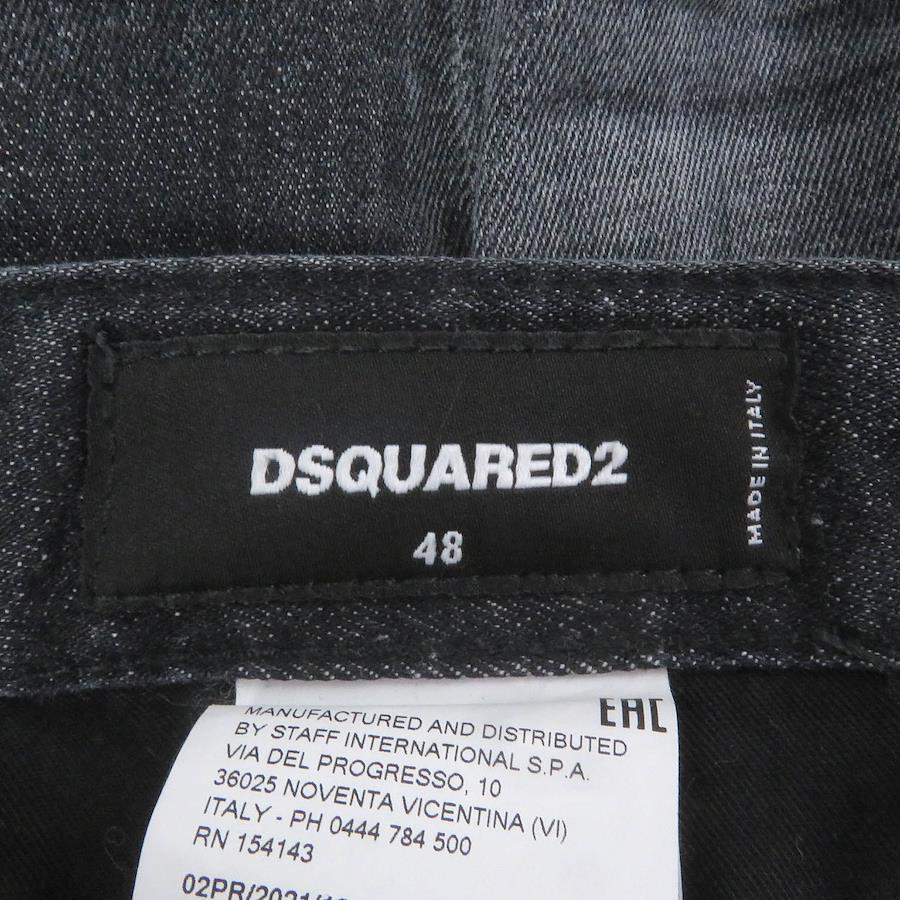 DSQUARED2
48
MADE IN ITALY
EAC
MANUFACTURED AND DISTRIBUTED
BY STAFF INTERNATIONAL S.P.A.
VIA DEL PROGRESSO, 10
36025 NOVENTA VICENTINA (VI)
ITALY - PH 0444 784 500
RN 154143